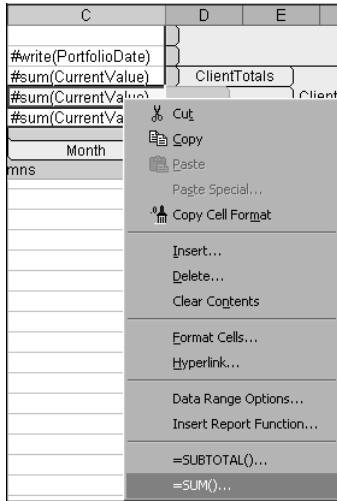 C D E
#write(PortfolioDate)
#sum(CurrentValue) ClientTotals
#sum(CurrentValue) Client
#sum(CurrentVa
Month
mns
Cut
Copy
Paste
Paste Special...
Copy Cell Format
Insert...
Delete...
Clear Contents
Format Cells...
Hyperlink...
Data Range Options...
Insert Report Function...
=SUBTOTAL()...
=SUM()...